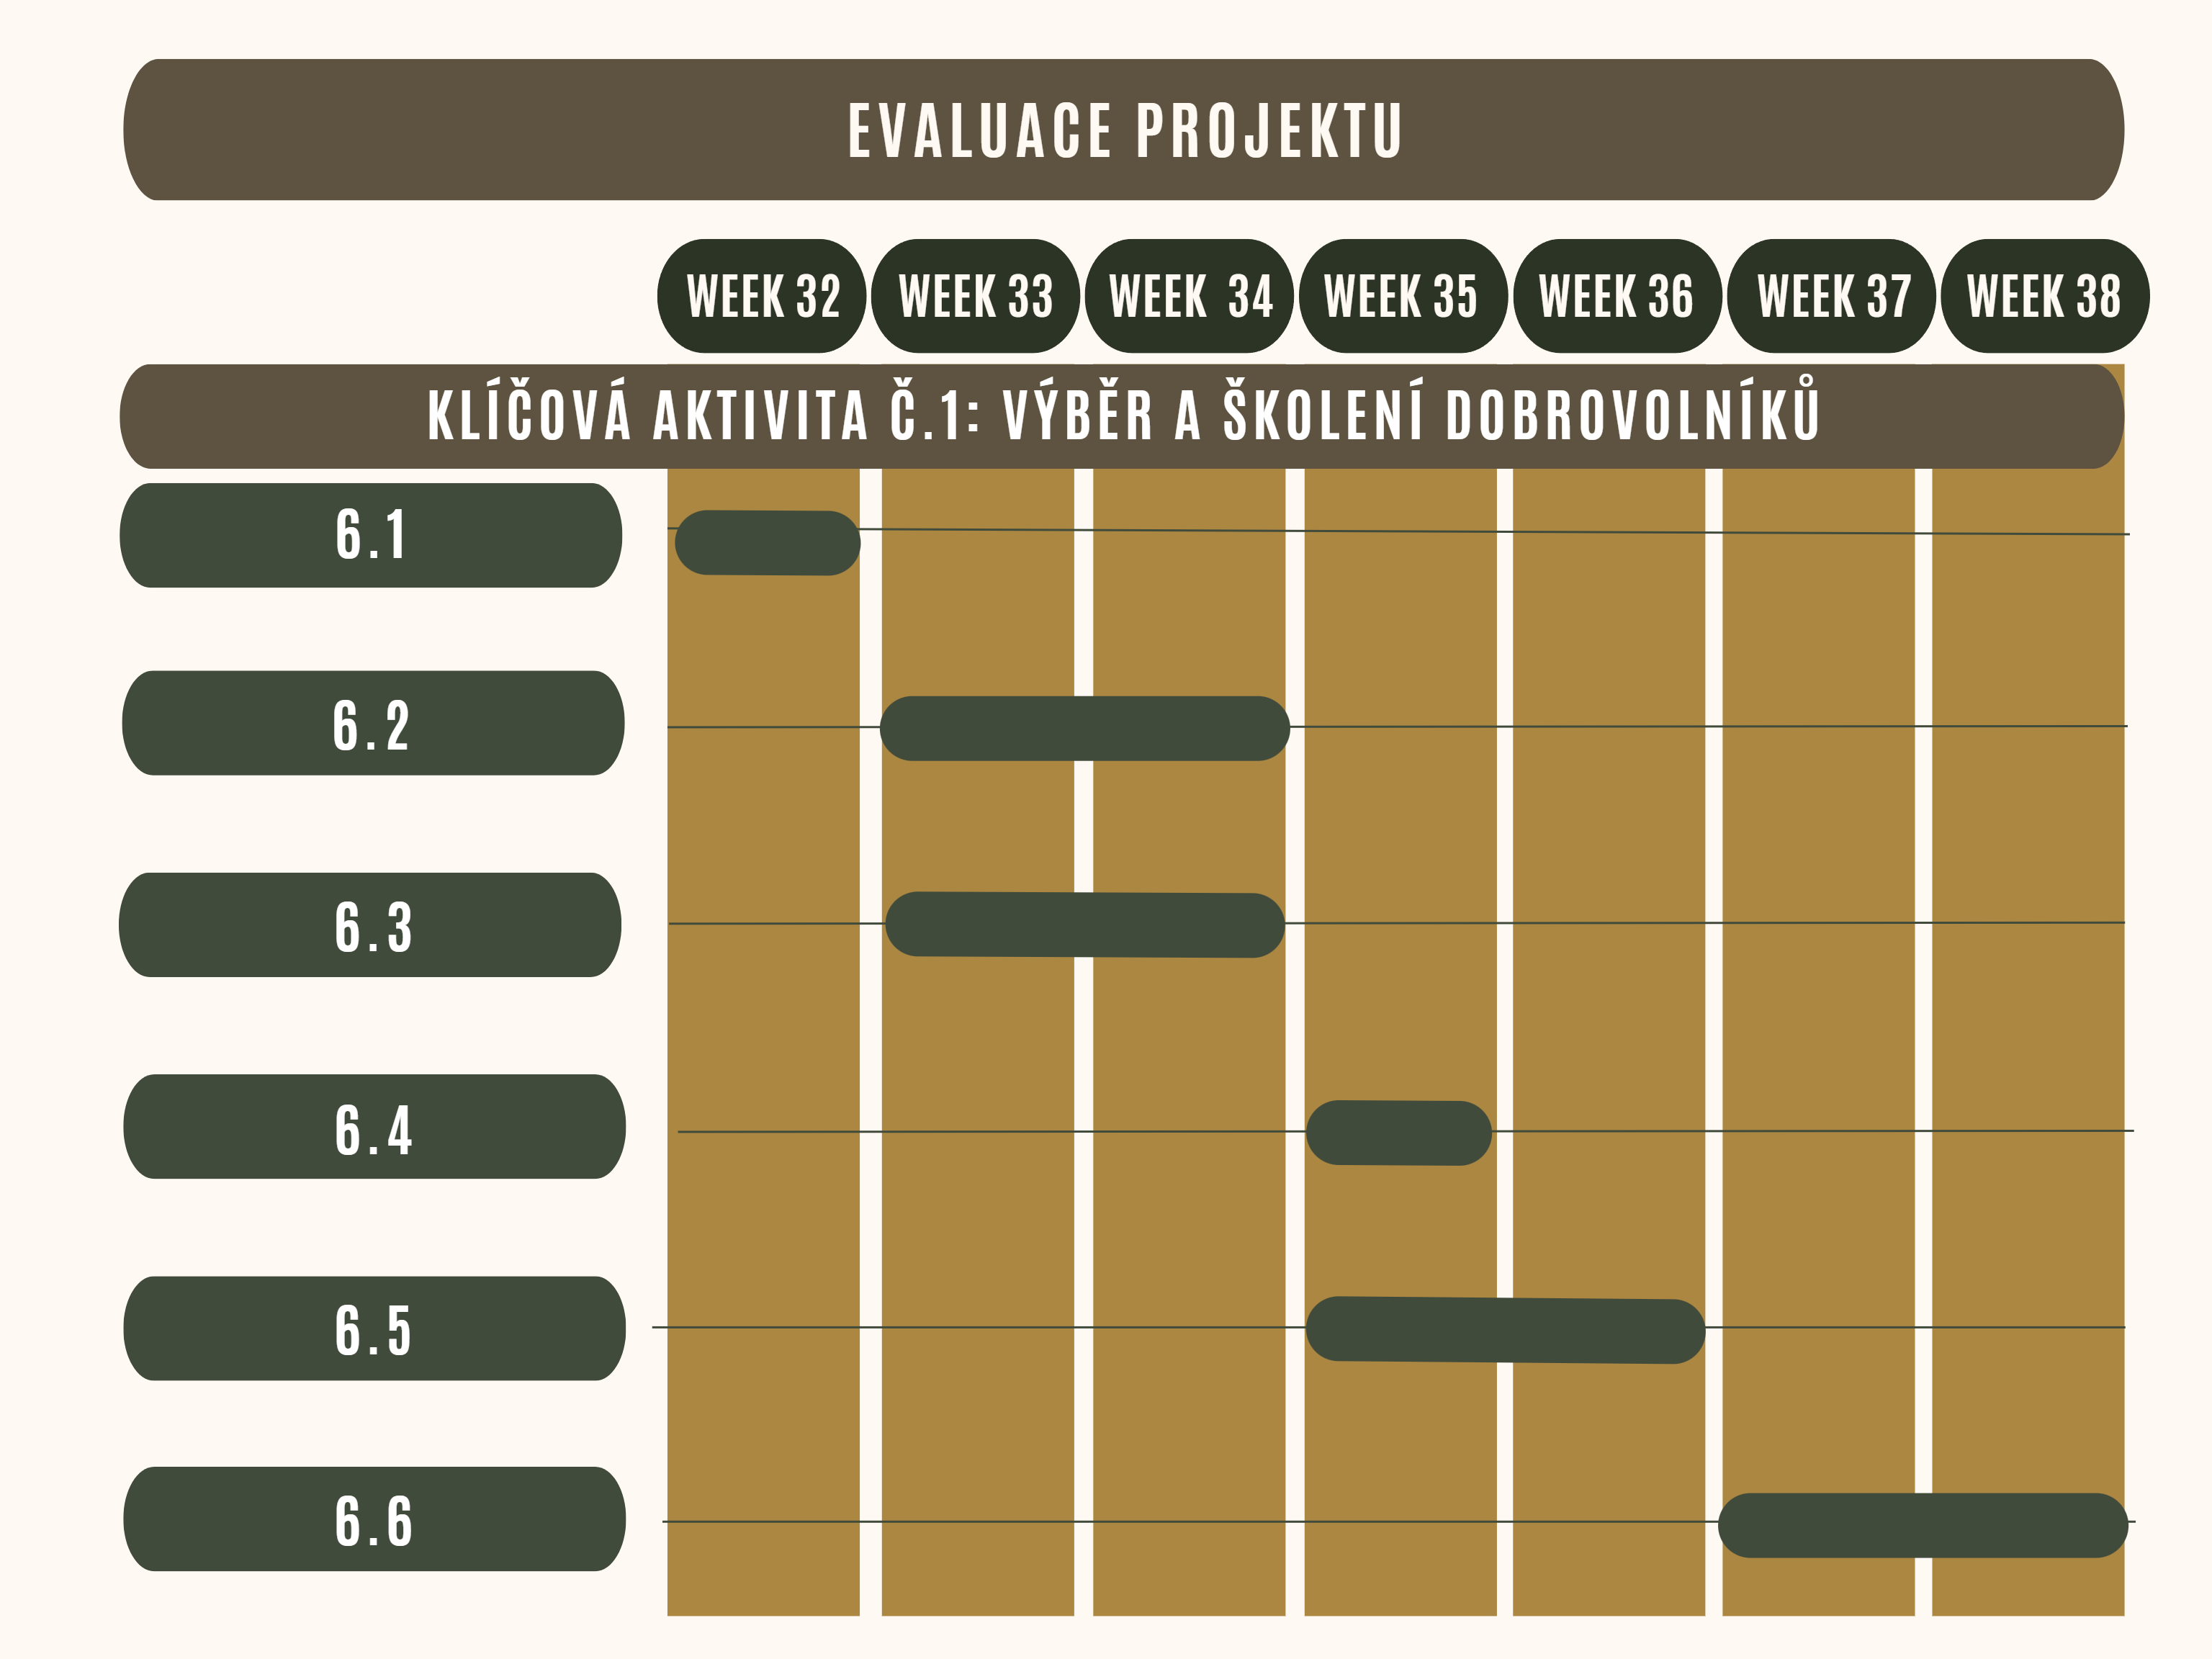 EVALUACE PROJEKTU
WEEK 32 WEEK 33 WEEK 34 WEEK 35 WEEK 36 WEEK 37 WEEK 38
KLÍČOVÁ AKTIVITA Č.1: VÝBĚR A ŠKOLENÍ DOBROVOLNÍKŮ
6.1
6.2
6.3
6.4
6.5
6.6